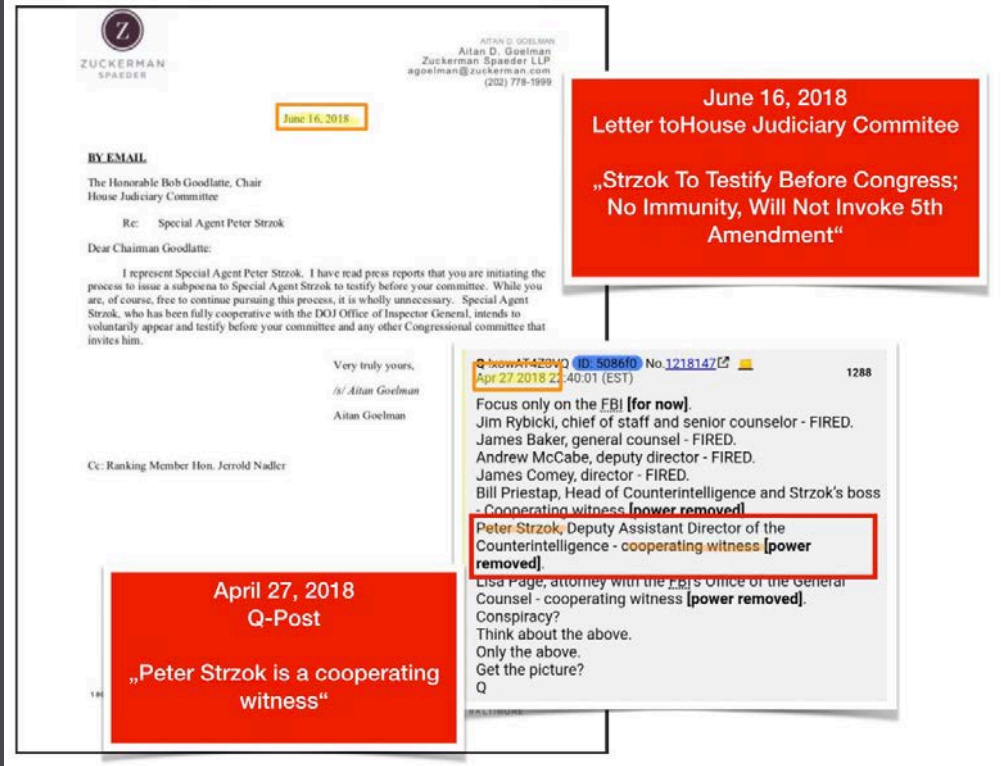 Z
ZUCKERMAN
SPAEDER
AITAN D. GOELMAN
Aitan D. Goelman
Zuckerman Spaeder LLP
agoelman@zuckerman.com
(202) 778-1999
June 16, 2018
BY EMAIL
The Honorable Bob Goodlatte, Chair
House Judiciary Committee
Re: Special Agent Peter Strzok
Dear Chairman Goodlatte:
I represent Special Agent Peter Strzok. I have read press reports that you are initiating the
process to issue a subpoena to Special Agent Strzok to testify before your committee. While you
are, of course, free to continue pursuing this process, it is wholly unnecessary. Special Agent
Strzok, who has been fully cooperative with the DOJ Office of Inspector General, intends to
voluntarily appear and testify before your committee and any other Congressional committee that
invites him.
Very truly yours,
/s/ Aitan Goelman
Aitan Goelman
Cc: Ranking Member Hon. Jerrold Nadler
June 16, 2018
Letter toHouse Judiciary Commitee
„Strzok To Testify Before Congress;
No Immunity, Will Not Invoke 5th
Amendment“
ID: 5086f0 No.1218147
1288
Apr 27 2018 22:40:01 (EST)
Focus only on the FBI [for now].
Jim Rybicki, chief of staff and senior counselor - FIRED.
James Baker, general counsel - FIRED.
Andrew McCabe, deputy director - FIRED.
James Comey, director - FIRED.
Bill Priestap, Head of Counterintelligence and Strzok's boss
- Cooperating witness [power removed]
Peter Strzok, Deputy Assistant Director of the
Counterintelligence - cooperating witness [power
removed].
Lisa Page, attorney with the FBI's Office of the General
Counsel - cooperating witness [power removed].
Conspiracy?
Think about the above.
Only the above.
Get the picture?
Q
April 27, 2018
Q-Post
„Peter Strzok is a cooperating
witness“
BALTIMORE